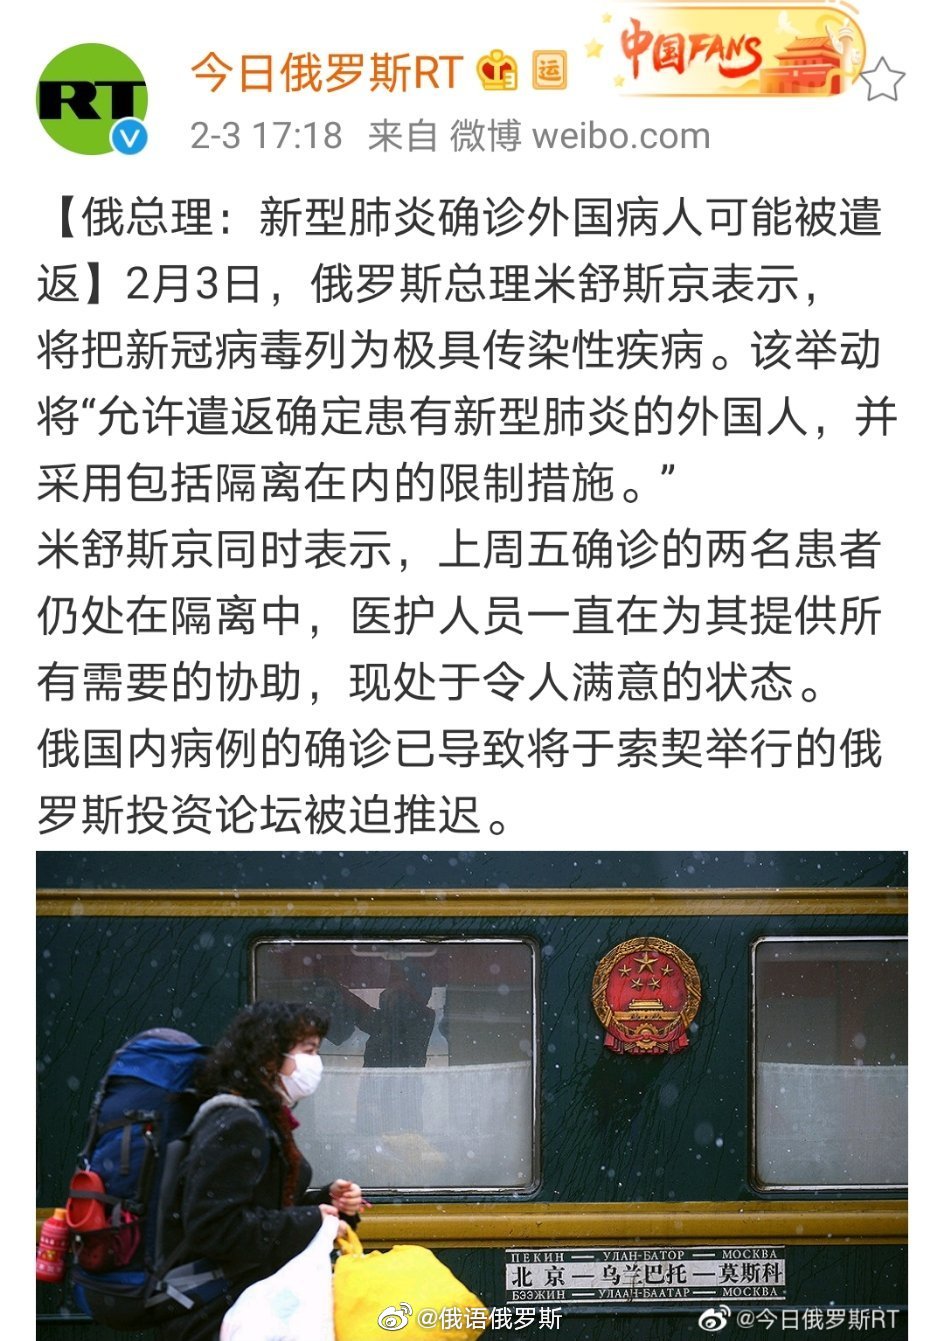 RT
今日俄罗斯RT
运
中国FANS
2-3 17:18 来自 微博 weibo.com
【俄总理：新型肺炎确诊外国病人可能被遣
返】2月3日，俄罗斯总理米舒斯京表示，
将把新冠病毒列为极具传染性疾病。该举动
将“允许遣返确定患有新型肺炎的外国人，并
采用包括隔离在内的限制措施。”
米舒斯京同时表示，上周五确诊的两名患者
仍处在隔离中，医护人员一直在为其提供所
有需要的协助，现处于令人满意的状态。
俄国内病例的确诊已导致将于索契举行的俄
罗斯投资论坛被迫推迟。
ПЕКИН — УЛАН-БАТОР — МОСКВА
北京—乌兰巴托—莫斯科
БЭЭЖИН — УЛААН-БААТАР — МОСКВА
@俄语俄罗斯
@今日俄罗斯RT